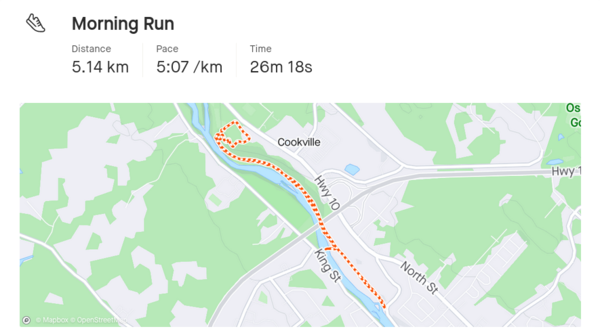 Morning Run
Distance Pace Time
5.14 km 5:07 /km 26m 18s
Os
Go
Cookville
Hwy 1
Hwy 10
King St
North St
© Mapbox © OpenStreet